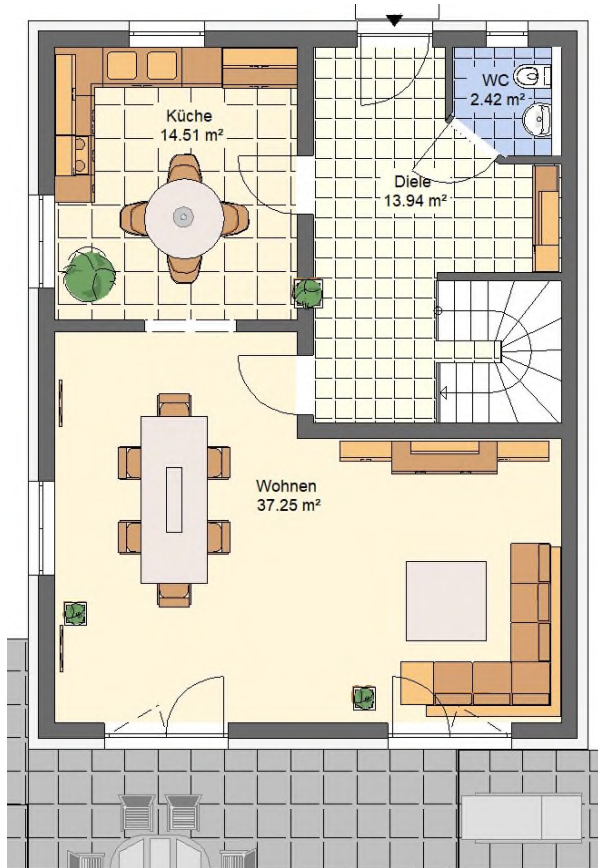 Küche
14.51 m²
WC
2.42 m²
Diele
13.94 m²
Wohnen
37.25 m²